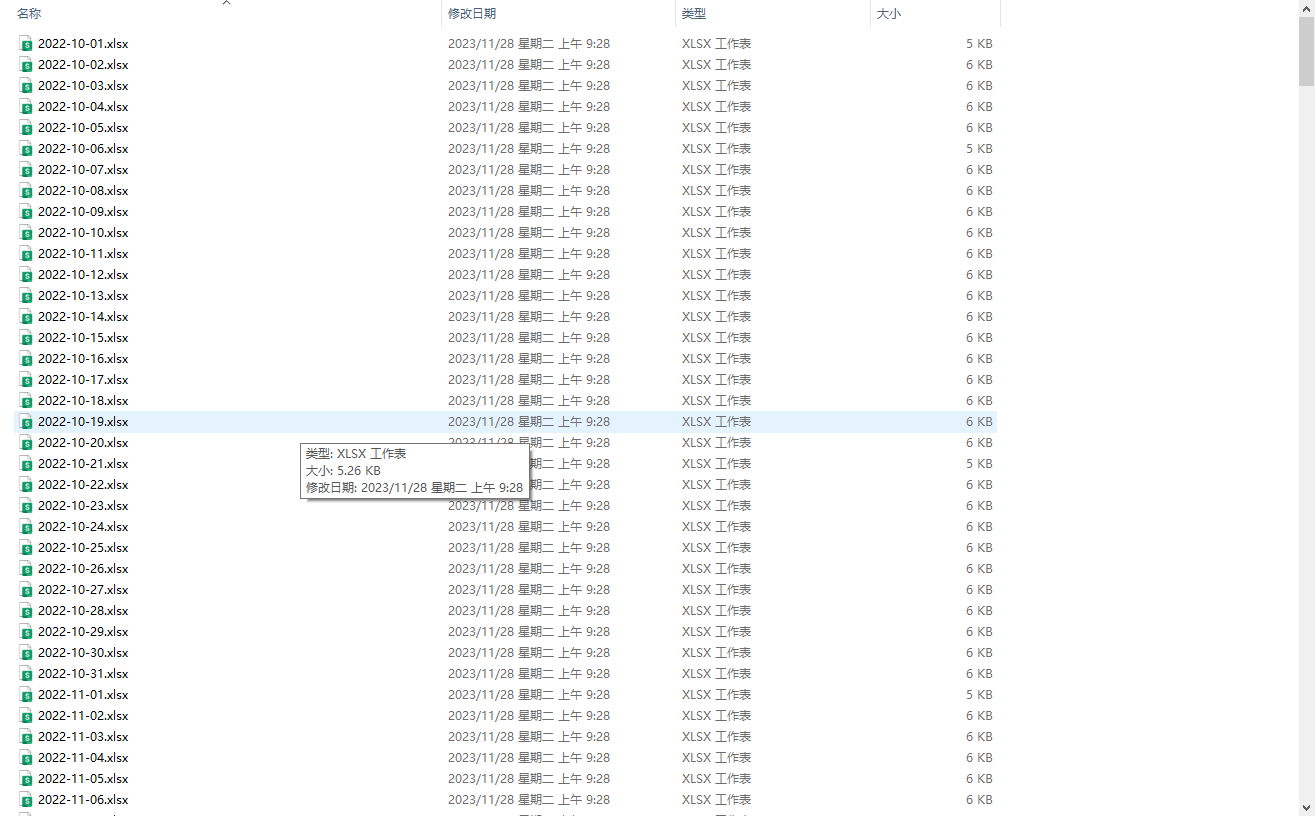 名称 修改日期 类型 大小
2022-10-01.xlsx 2023/11/28 星期二 上午 9:28 XLSX 工作表 5 KB
2022-10-02.xlsx 2023/11/28 星期二 上午 9:28 XLSX 工作表 6 KB
2022-10-03.xlsx 2023/11/28 星期二 上午 9:28 XLSX 工作表 6 KB
2022-10-04.xlsx 2023/11/28 星期二 上午 9:28 XLSX 工作表 6 KB
2022-10-05.xlsx 2023/11/28 星期二 上午 9:28 XLSX 工作表 6 KB
2022-10-06.xlsx 2023/11/28 星期二 上午 9:28 XLSX 工作表 5 KB
2022-10-07.xlsx 2023/11/28 星期二 上午 9:28 XLSX 工作表 6 KB
2022-10-08.xlsx 2023/11/28 星期二 上午 9:28 XLSX 工作表 6 KB
2022-10-09.xlsx 2023/11/28 星期二 上午 9:28 XLSX 工作表 6 KB
2022-10-10.xlsx 2023/11/28 星期二 上午 9:28 XLSX 工作表 6 KB
2022-10-11.xlsx 2023/11/28 星期二 上午 9:28 XLSX 工作表 6 KB
2022-10-12.xlsx 2023/11/28 星期二 上午 9:28 XLSX 工作表 6 KB
2022-10-13.xlsx 2023/11/28 星期二 上午 9:28 XLSX 工作表 6 KB
2022-10-14.xlsx 2023/11/28 星期二 上午 9:28 XLSX 工作表 6 KB
2022-10-15.xlsx 2023/11/28 星期二 上午 9:28 XLSX 工作表 6 KB
2022-10-16.xlsx 2023/11/28 星期二 上午 9:28 XLSX 工作表 6 KB
2022-10-17.xlsx 2023/11/28 星期二 上午 9:28 XLSX 工作表 6 KB
2022-10-18.xlsx 2023/11/28 星期二 上午 9:28 XLSX 工作表 6 KB
2022-10-19.xlsx 2023/11/28 星期二 上午 9:28 XLSX 工作表 6 KB
2022-10-20.xlsx 2023/11/28 星期二 上午 9:28 XLSX 工作表 6 KB
类型: XLSX 工作表
大小: 5.26 KB
修改日期: 2023/11/28 星期二 上午 9:28
2022-10-21.xlsx 期二 上午 9:28 XLSX 工作表 5 KB
2022-10-22.xlsx 期二 上午 9:28 XLSX 工作表 6 KB
2022-10-23.xlsx 2023/11/28 星期二 上午 9:28 XLSX 工作表 6 KB
2022-10-24.xlsx 2023/11/28 星期二 上午 9:28 XLSX 工作表 6 KB
2022-10-25.xlsx 2023/11/28 星期二 上午 9:28 XLSX 工作表 6 KB
2022-10-26.xlsx 2023/11/28 星期二 上午 9:28 XLSX 工作表 6 KB
2022-10-27.xlsx 2023/11/28 星期二 上午 9:28 XLSX 工作表 6 KB
2022-10-28.xlsx 2023/11/28 星期二 上午 9:28 XLSX 工作表 6 KB
2022-10-29.xlsx 2023/11/28 星期二 上午 9:28 XLSX 工作表 6 KB
2022-10-30.xlsx 2023/11/28 星期二 上午 9:28 XLSX 工作表 6 KB
2022-10-31.xlsx 2023/11/28 星期二 上午 9:28 XLSX 工作表 6 KB
2022-11-01.xlsx 2023/11/28 星期二 上午 9:28 XLSX 工作表 5 KB
2022-11-02.xlsx 2023/11/28 星期二 上午 9:28 XLSX 工作表 6 KB
2022-11-03.xlsx 2023/11/28 星期二 上午 9:28 XLSX 工作表 6 KB
2022-11-04.xlsx 2023/11/28 星期二 上午 9:28 XLSX 工作表 6 KB
2022-11-05.xlsx 2023/11/28 星期二 上午 9:28 XLSX 工作表 6 KB
2022-11-06.xlsx 2023/11/28 星期二 上午 9:28 XLSX 工作表 6 KB